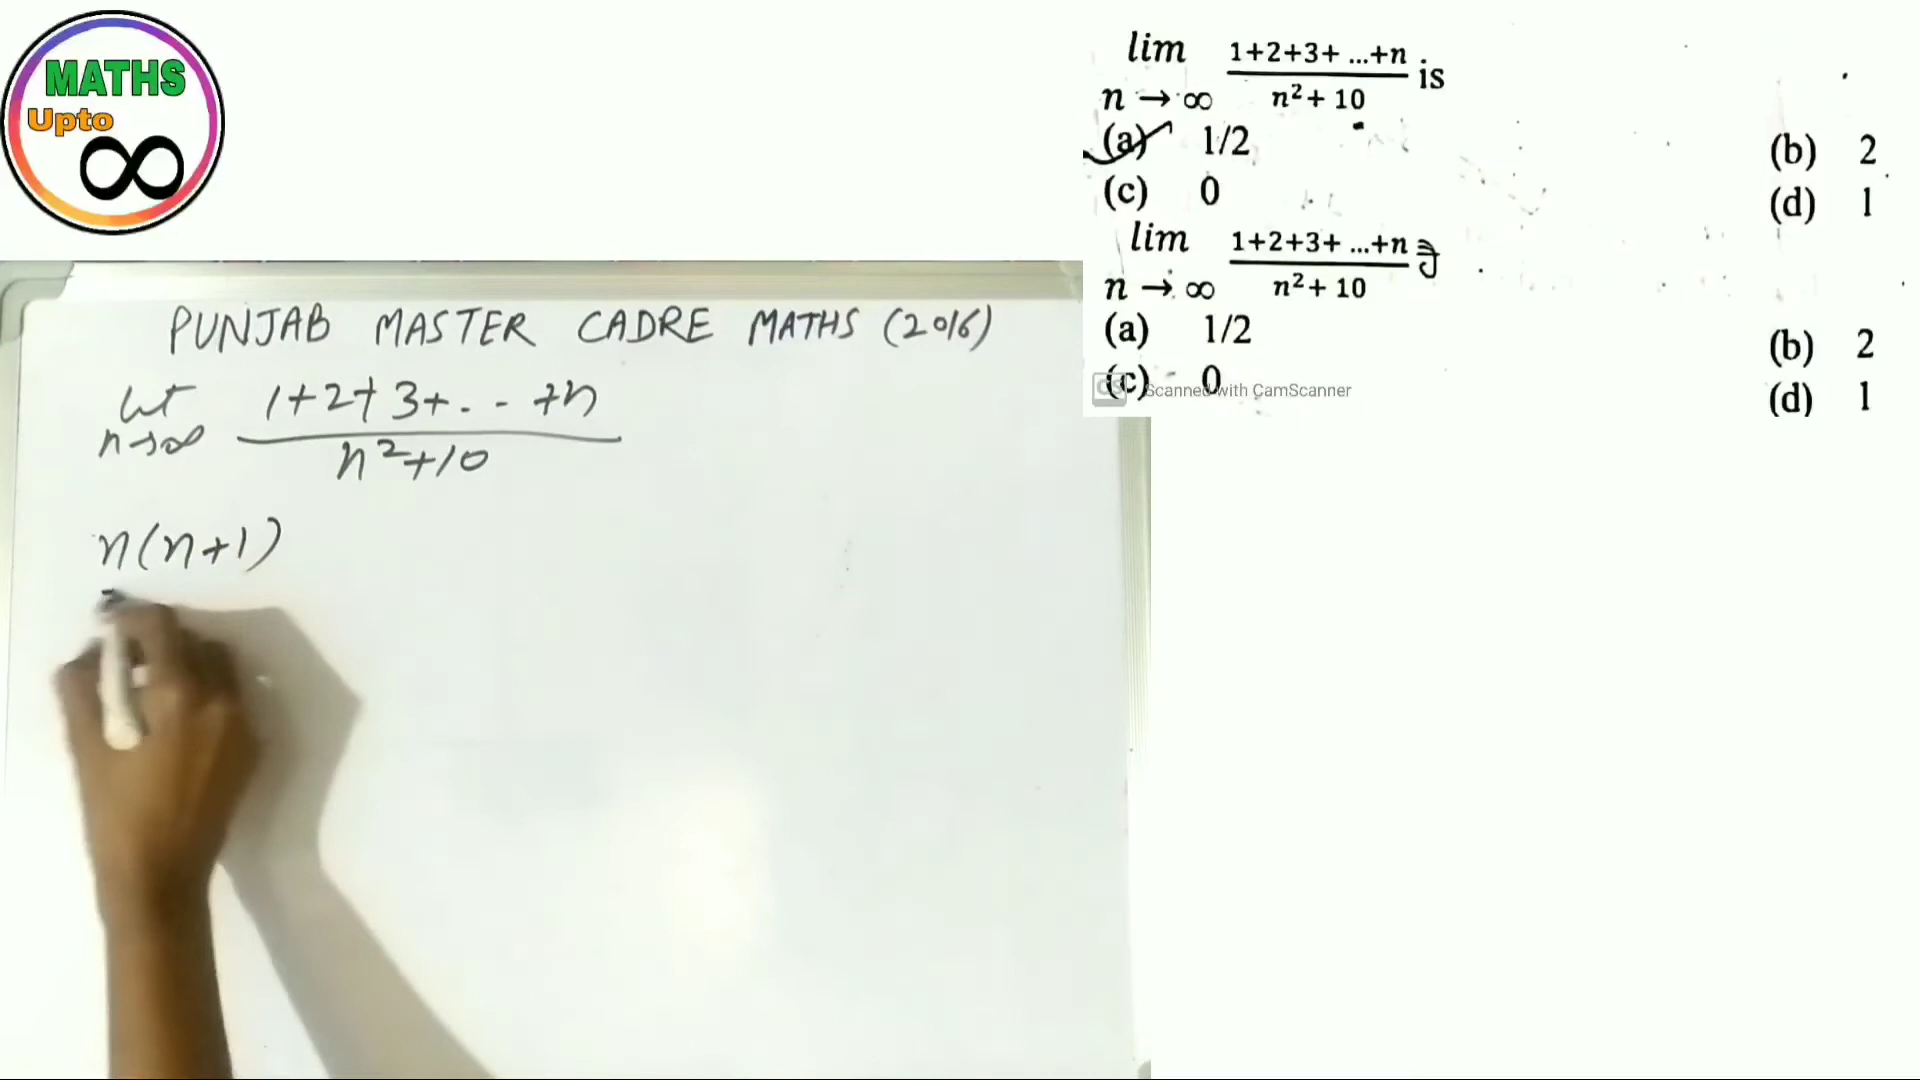 MATHS
Upto
∞
lim 1+2+3+ ...+n is
n → ∞ n²+ 10
(a) 1/2 (b) 2
(c) 0 (d) 1
lim 1+2+3+ ...+n
n → ∞ n²+ 10
(a) 1/2 (b) 2
(c) 0 (d) 1
CS Scanned with CamScanner
PUNJAB MASTER CADRE MATHS (2016)
Lt 1+2+3+. - - +n
n→∞ n²+10
n(n+1)